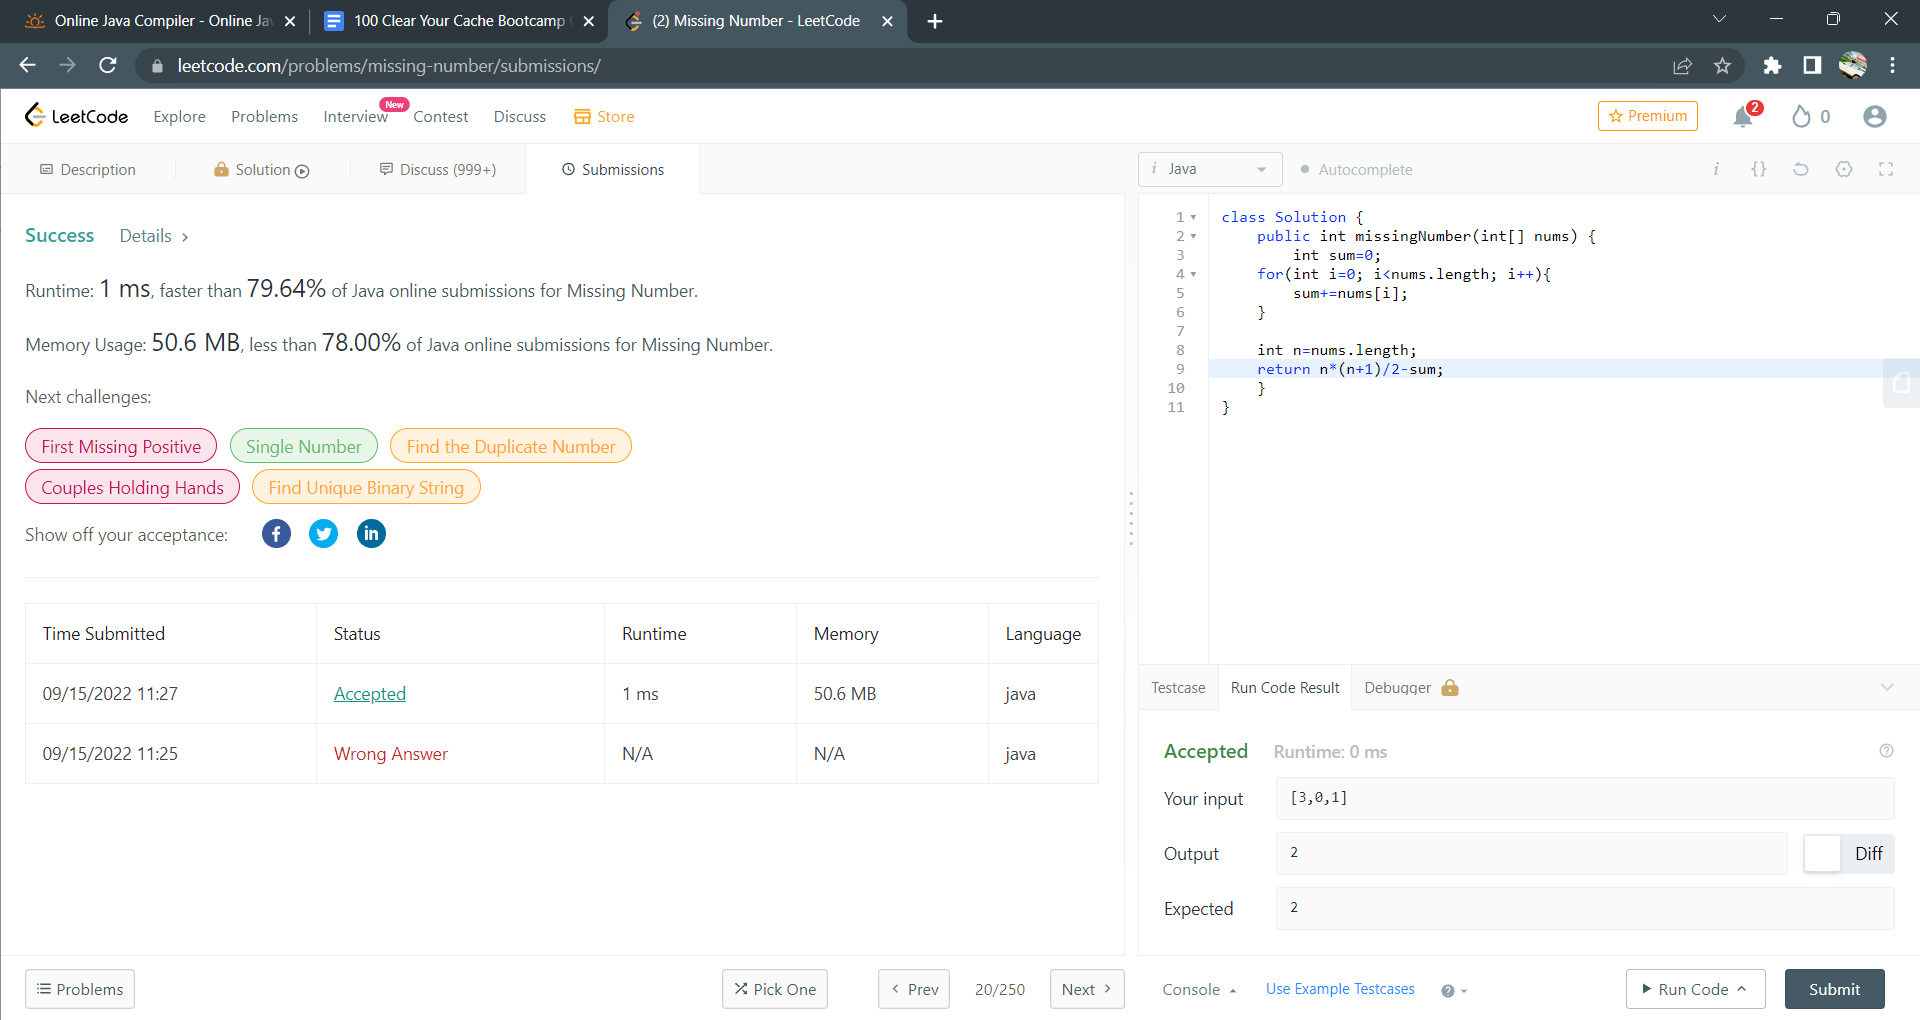 Online Java Compiler - Online Ja
100 Clear Your Cache Bootcamp
(2) Missing Number - LeetCode
leetcode.com/problems/missing-number/submissions/
LeetCode
Explore
Problems
Interview
New
Contest
Discuss
Store
Premium
2
0
Description
Solution
Discuss (999+)
Submissions
i Java
Autocomplete
i
{}
Success
Details >
Runtime: 1 ms, faster than 79.64% of Java online submissions for Missing Number.
Memory Usage: 50.6 MB, less than 78.00% of Java online submissions for Missing Number.
Next challenges:
First Missing Positive
Single Number
Find the Duplicate Number
Couples Holding Hands
Find Unique Binary String
Show off your acceptance:
Time Submitted Status Runtime Memory Language
09/15/2022 11:27 Accepted 1 ms 50.6 MB java
09/15/2022 11:25 Wrong Answer N/A N/A java
1 class Solution {
2 public int missingNumber(int[] nums) {
3 int sum=0;
4 for(int i=0; i<nums.length; i++){
5 sum+=nums[i];
6 }
7
8 int n=nums.length;
9 return n*(n+1)/2-sum;
10 }
11 }
Testcase
Run Code Result
Debugger
Accepted
Runtime: 0 ms
Your input
[3,0,1]
Output
2
Diff
Expected
2
Problems
Pick One
Prev
20/250
Next
Console
Use Example Testcases
Run Code
Submit